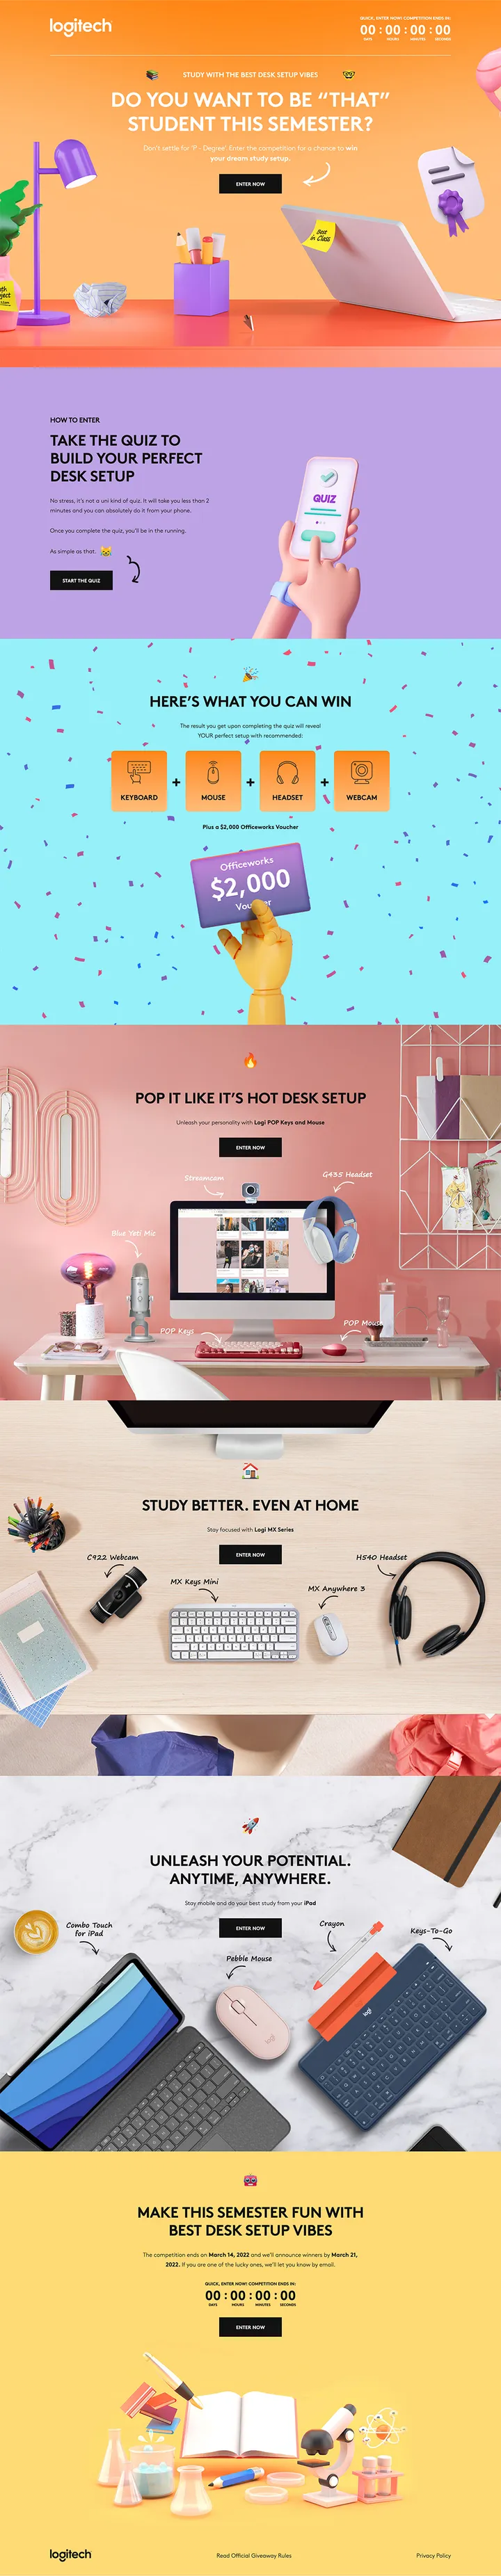 logitech
QUICK, ENTER NOW! COMPETITION ENDS IN:
00 : 00 : 00 : 00
DAYS HOURS MINUTES SECONDS
STUDY WITH THE BEST DESK SETUP VIBES
DO YOU WANT TO BE “THAT”
STUDENT THIS SEMESTER?
Don't settle for 'P - Degree'. Enter the competition for a chance to win
your dream study setup.
ENTER NOW
Best
in Class
HOW TO ENTER
TAKE THE QUIZ TO
BUILD YOUR PERFECT
DESK SETUP
No stress, it's not a uni kind of quiz. It will take you less than 2
minutes and you can absolutely do it from your phone.
Once you complete the quiz, you'll be in the running.
As simple as that.
START THE QUIZ
QUIZ
HERE'S WHAT YOU CAN WIN
The result you get upon completing the quiz will reveal
YOUR perfect setup with recommended:
KEYBOARD + MOUSE + HEADSET + WEBCAM
Plus a $2,000 Officeworks Voucher
Officeworks
$2,000
POP IT LIKE IT'S HOT DESK SETUP
Unleash your personality with Logi POP Keys and Mouse
ENTER NOW
Streamcam
G435 Headset
Blue Yeti Mic
POP Keys
POP Mouse
STUDY BETTER. EVEN AT HOME
Stay focused with Logi MX Series
ENTER NOW
C922 Webcam
H540 Headset
MX Keys Mini
MX Anywhere 3
UNLEASH YOUR POTENTIAL.
ANYTIME, ANYWHERE.
Stay mobile and do your best study from your iPad
ENTER NOW
Combo Touch
for iPad
Crayon
Keys-To-Go
Pebble Mouse
logi
logi
MAKE THIS SEMESTER FUN WITH
BEST DESK SETUP VIBES
The competition ends on March 14, 2022 and we'll announce winners by March 21,
2022. If you are one of the lucky winners, we'll let you know by email.
QUICK, ENTER NOW! COMPETITION ENDS IN:
00 : 00 : 00 : 00
DAYS HOURS MINUTES SECONDS
ENTER NOW
logitech
Read Official Giveaway Rules
Privacy Policy